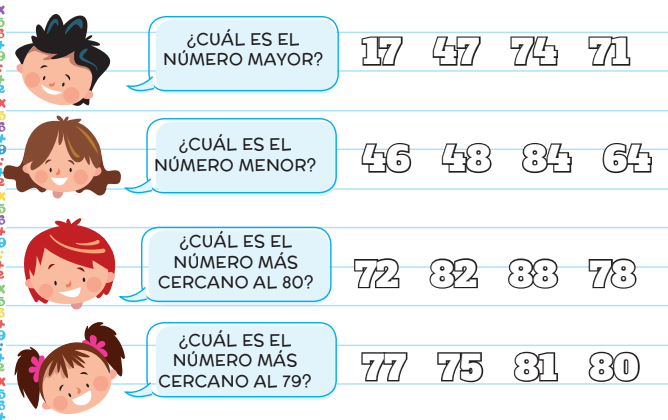 ¿CUÁL ES EL
NÚMERO MAYOR?
17 47 74 71
¿CUÁL ES EL
NÚMERO MENOR?
46 48 84 64
¿CUÁL ES EL
NÚMERO MÁS
CERCANO AL 80?
72 82 88 78
¿CUÁL ES EL
NÚMERO MÁS
CERCANO AL 79?
77 75 81 80